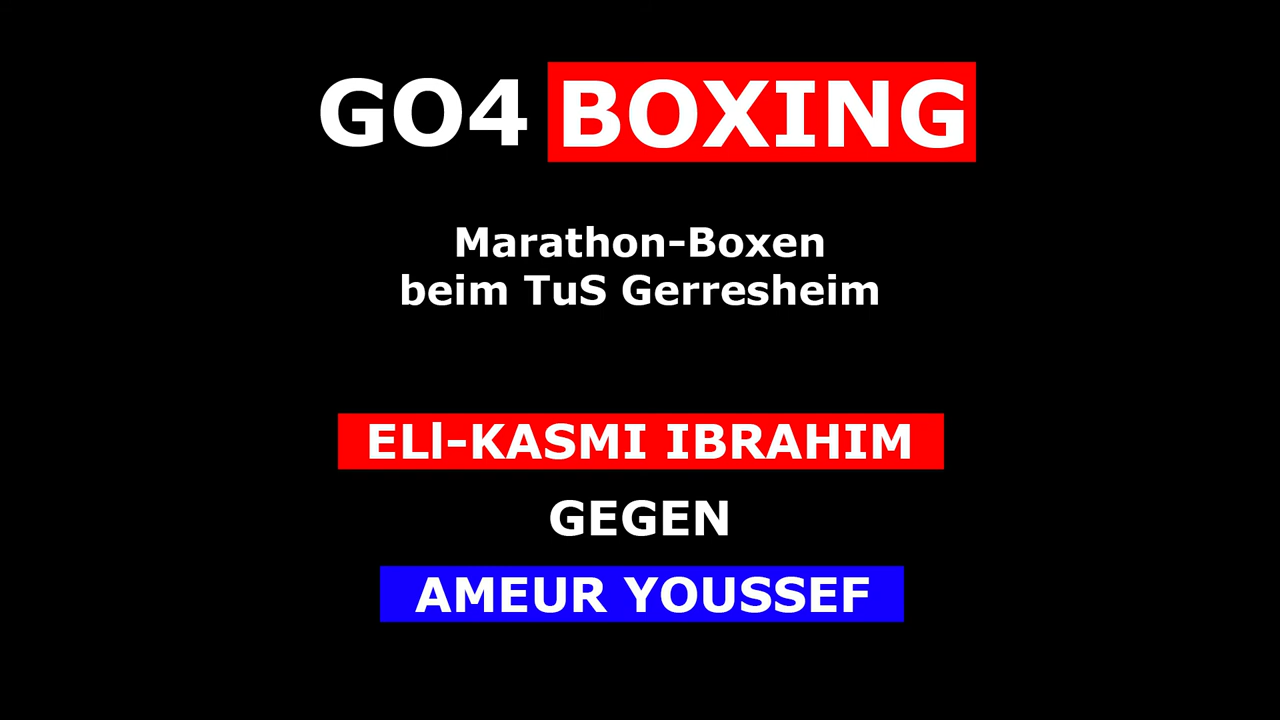 GO4 BOXING
Marathon-Boxen
beim TuS Gerresheim
ELl-KASMI IBRAHIM
GEGEN
AMEUR YOUSSEF